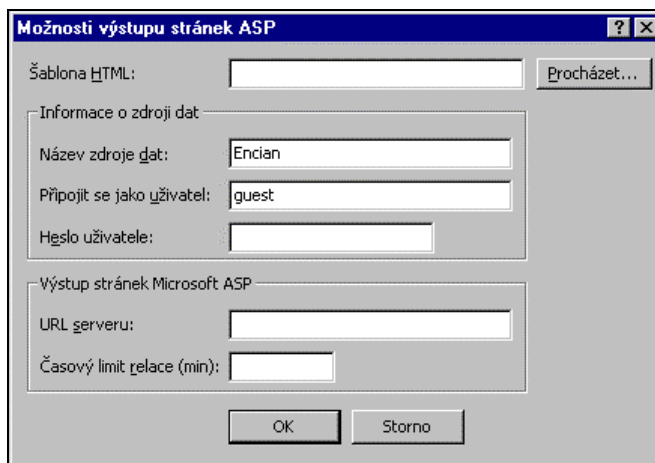 Možnosti výstupu stránek ASP
Šablona HTML:
Procházet...
Informace o zdroji dat
Název zdroje dat: Encian
Připojit se jako uživatel: guest
Heslo uživatele:
Výstup stránek Microsoft ASP
URL serveru:
Časový limit relace (min):
OK
Storno